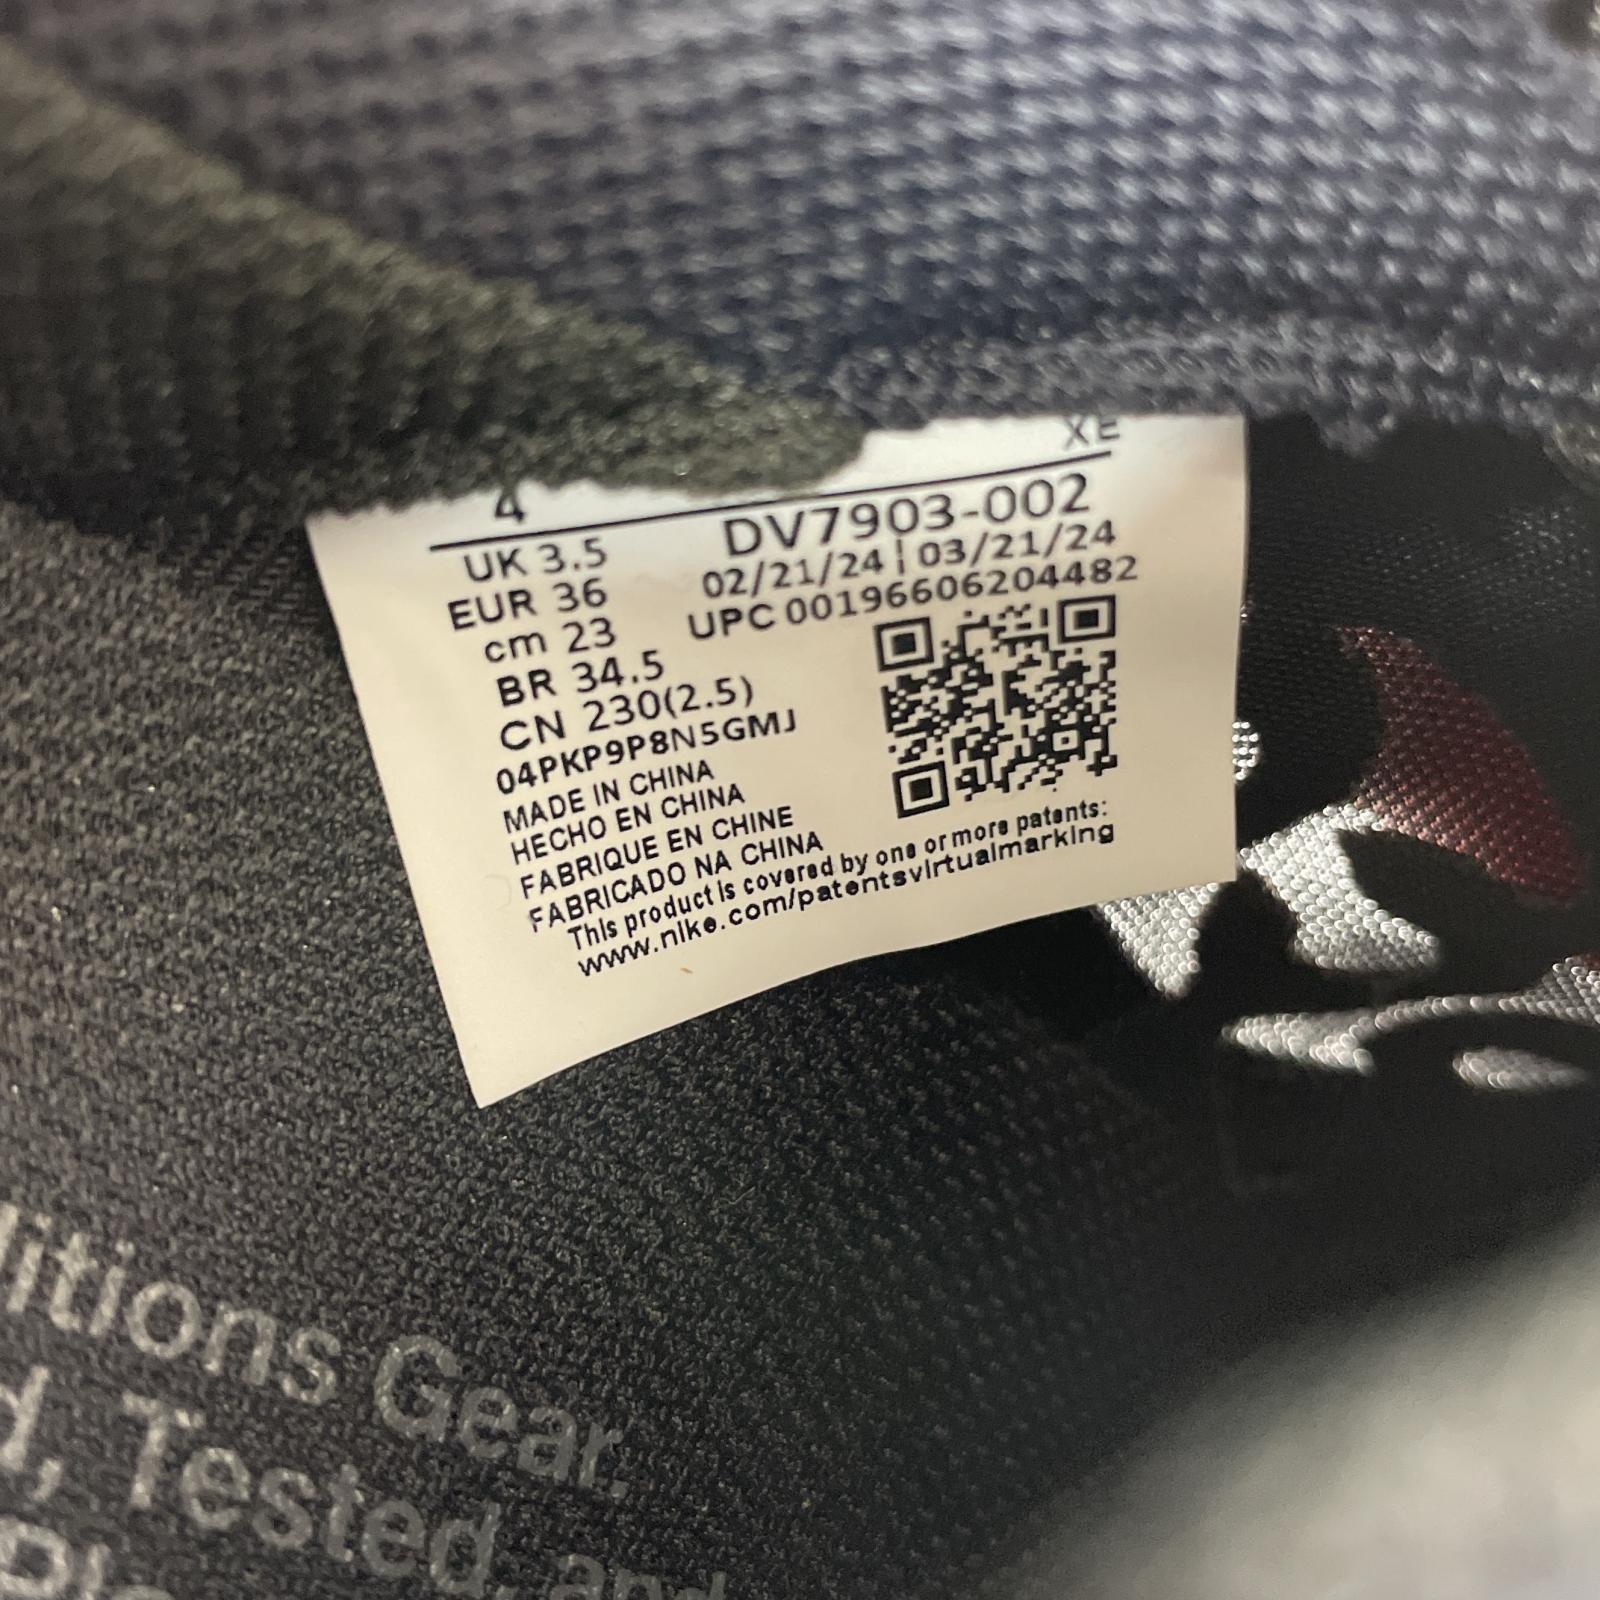 4 XE
UK 3.5 DV7903-002
EUR 36 02/21/24 | 03/21/24
cm 23 UPC 00196606204482
BR 34.5
CN 230(2.5)
04PKP9P8N5GMJ
MADE IN CHINA
HECHO EN CHINA
FABRIQUE EN CHINE
FABRICADO NA CHINA
This product is covered by one or more patents:
www.nike.com/patentsvirtualmarking
Gear.
Tested and